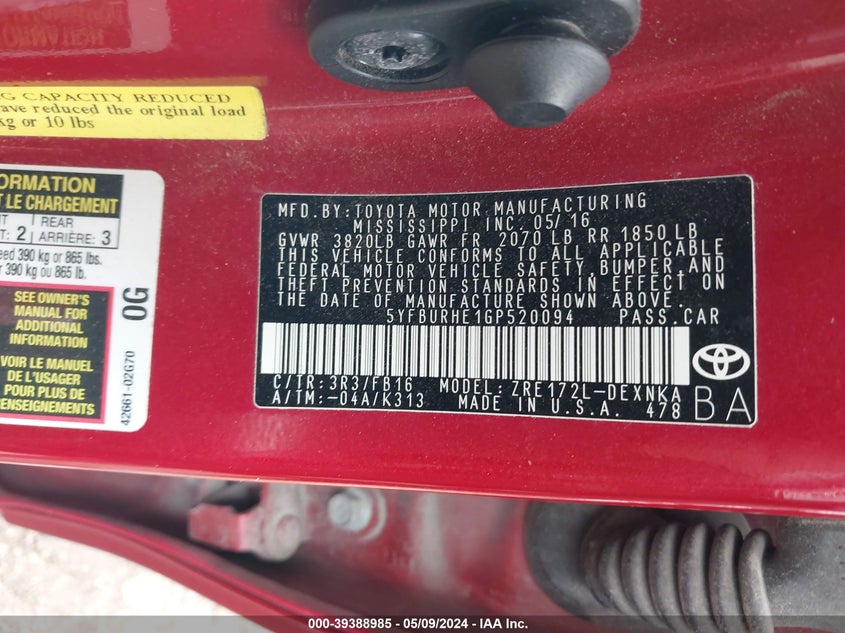 G CAPACITY REDUCED
ave reduced the original load
kg or 10 lbs
ORMATION
T LE CHARGEMENT
NT
T: 2
REAR
ARRIÈRE: 3
eed 390 kg or 865 lbs.
r 390 kg ou 865 lb.
SEE OWNER'S
MANUAL FOR
ADDITIONAL
INFORMATION
VOIR LE MANUEL
DE L'USAGER
POUR PLUS DE
RENSEIGNEMENTS
0G
42661-02G70
MFD.BY:TOYOTA MOTOR MANUFACTURING
MISSISSIPPI INC.05/16
GVWR 3820LB GAWR FR 2070 LB RR 1850 LB
THIS VEHICLE CONFORMS TO ALL APPLICABLE
FEDERAL MOTOR VEHICLE SAFETY,BUMPER,AND
THEFT PREVENTION STANDARDS IN EFFECT ON
THE DATE OF MANUFACTURE SHOWN ABOVE.
5YFBURHE1GP520094 PASS.CAR
C/TR:3R3/FB16 MODEL:ZRE172L-DEXNKA
A/TM:-04A/K313 MADE IN U.S.A. 478
BA
000-39388985 - 05/09/2024 - IAA Inc.